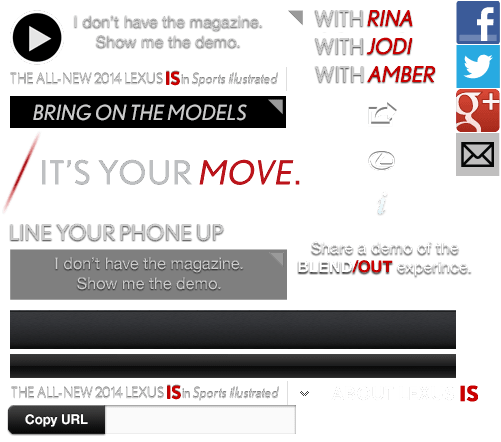 I don't have the magazine.
Show me the demo.
WITH RINA
WITH JODI
WITH AMBER
THE ALL-NEW 2014 LEXUS IS In Sports Illustrated
BRING ON THE MODELS
IT'S YOUR MOVE.
LINE YOUR PHONE UP
I don't have the magazine.
Show me the demo.
Share a demo of the
BLEND/OUT experince.
THE ALL-NEW 2014 LEXUS IS In Sports Illustrated
IS
Copy URL
f
g+
i